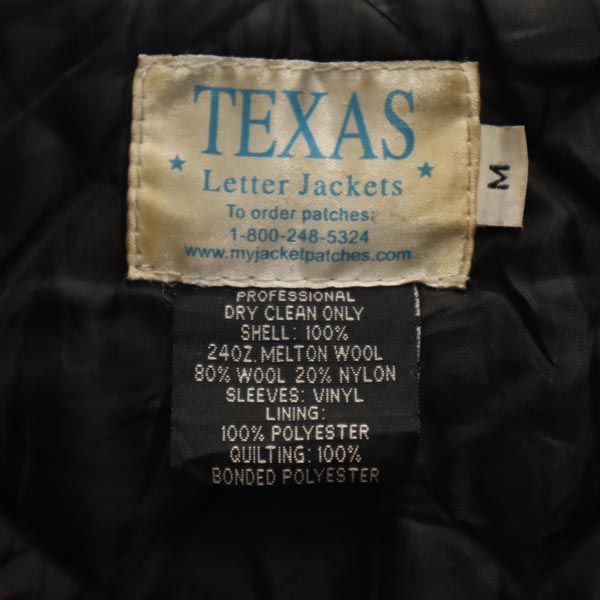 TEXAS
Letter Jackets
To order patches:
1-800-248-5324
www.myjacketpatches.com
M
PROFESSIONAL
DRY CLEAN ONLY
SHELL: 100%
24OZ. MELTON WOOL
80% WOOL 20% NYLON
SLEEVES: VINYL
LINING:
100% POLYESTER
QUILTING: 100%
BONDED POLYESTER